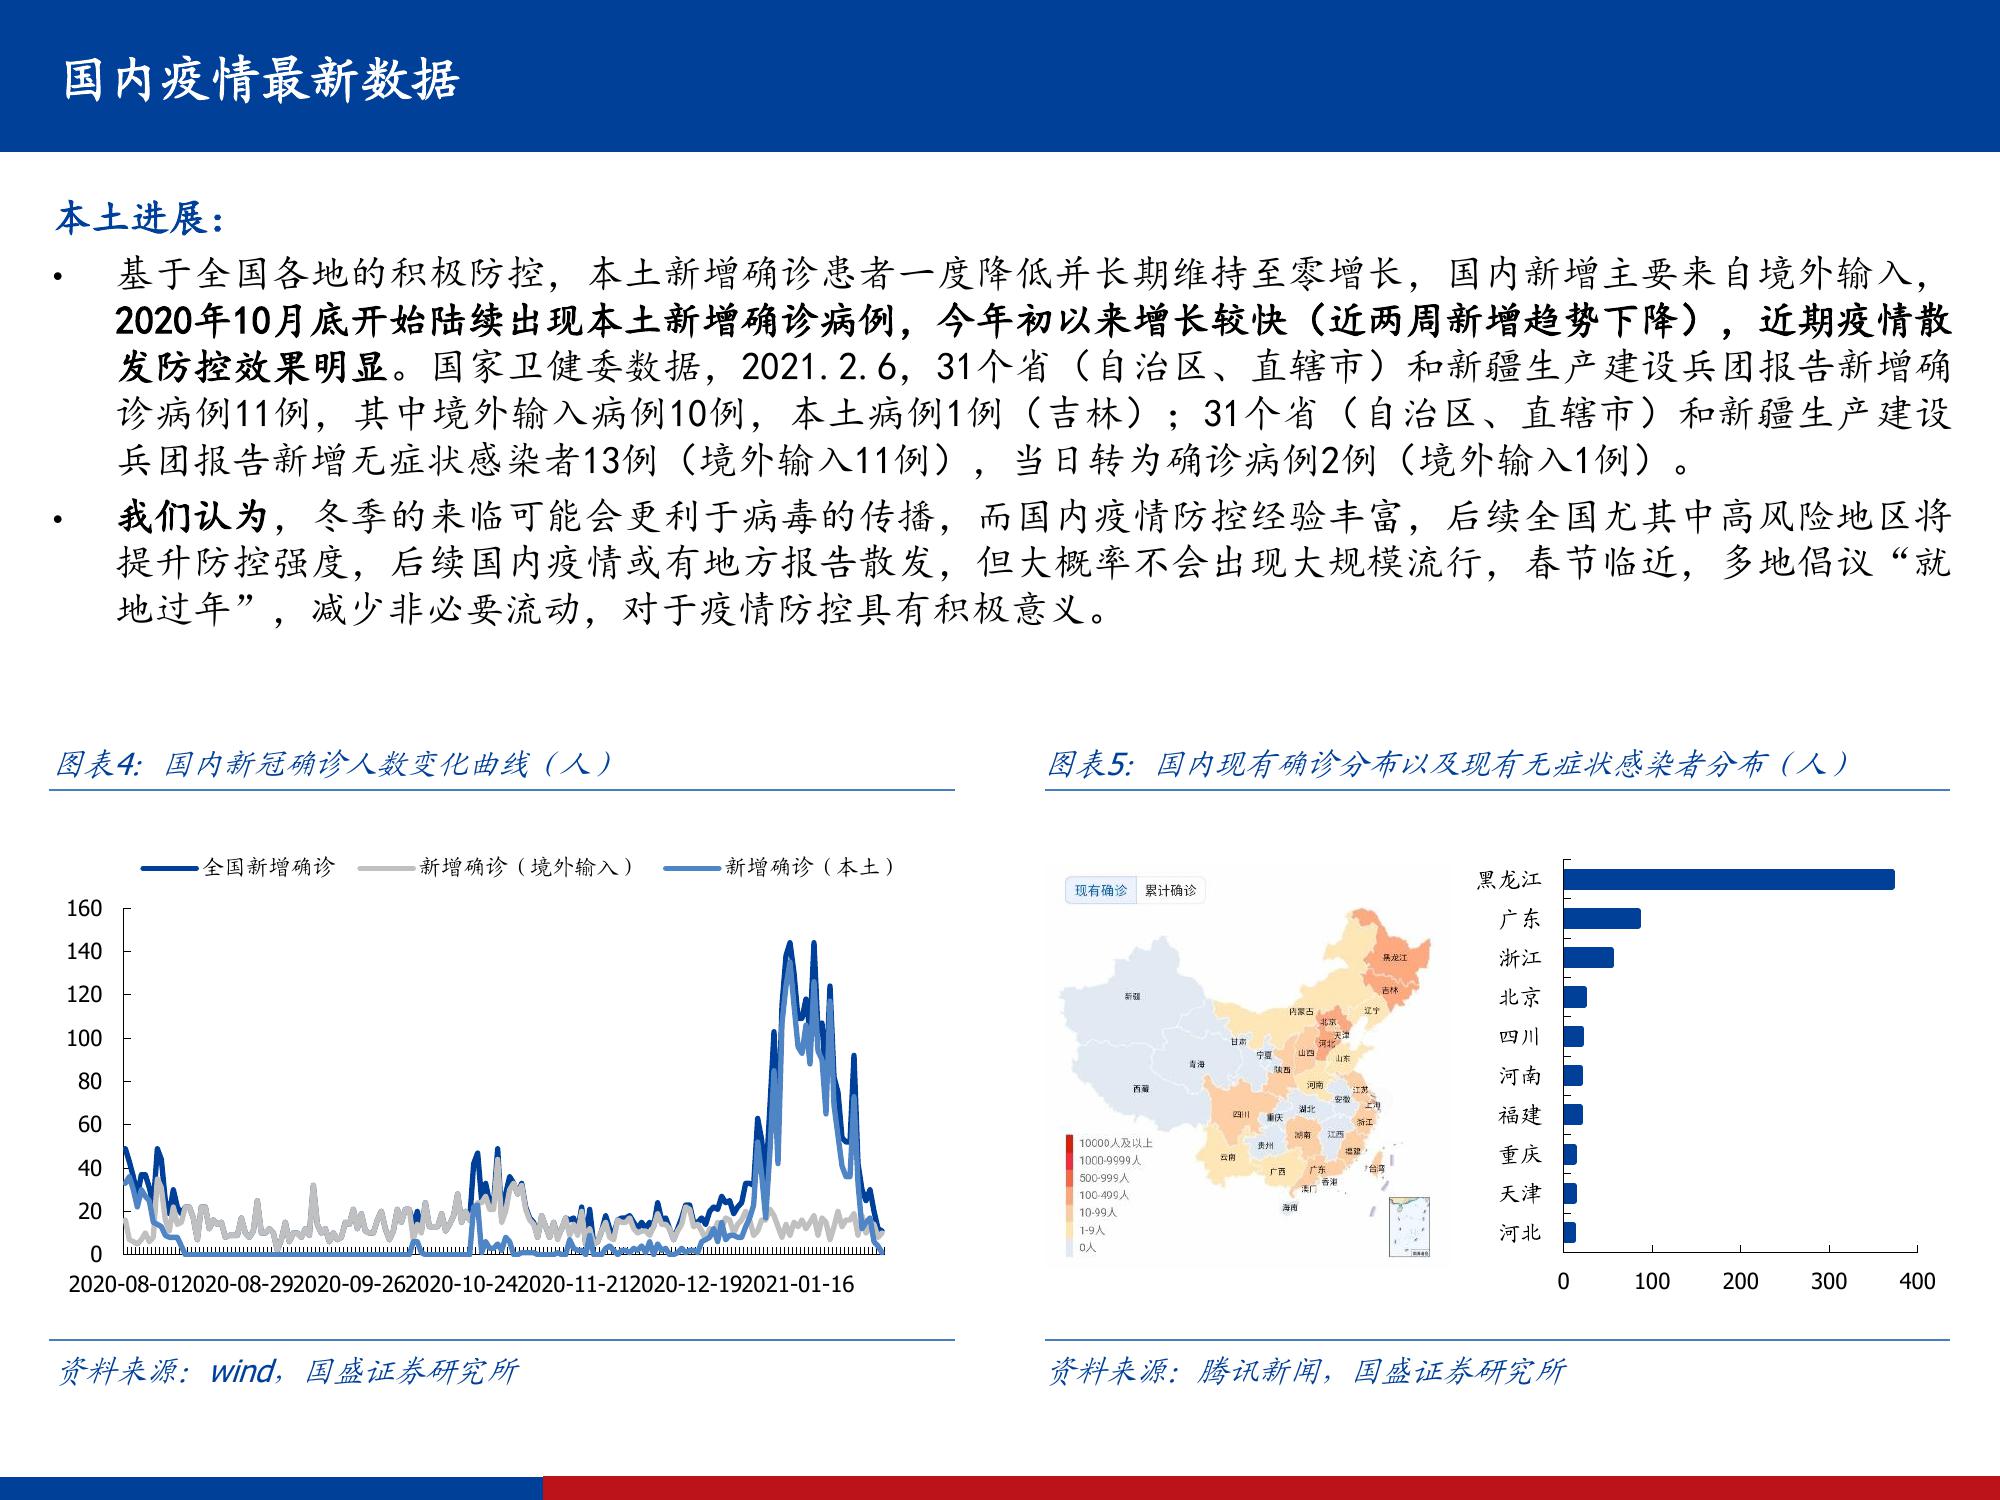 国内疫情最新数据
本土进展：
• 基于全国各地的积极防控，本土新增确诊患者一度降低并长期维持至零增长，国内新增主要来自境外输入，
2020年10月底开始陆续出现本土新增确诊病例，今年初以来增长较快（近两周新增趋势下降），近期疫情散
发防控效果明显。国家卫健委数据，2021.2.6，31个省（自治区、直辖市）和新疆生产建设兵团报告新增确
诊病例11例，其中境外输入病例10例，本土病例1例（吉林）；31个省（自治区、直辖市）和新疆生产建设
兵团报告新增无症状感染者13例（境外输入11例），当日转为确诊病例2例（境外输入1例）。
• 我们认为，冬季的来临可能会更利于病毒的传播，而国内疫情防控经验丰富，后续全国尤其中高风险地区将
提升防控强度，后续国内疫情或有地方报告散发，但大概率不会出现大规模流行，春节临近，多地倡议“就
地过年”，减少非必要流动，对于疫情防控具有积极意义。
图表4：国内新冠确诊人数变化曲线（人）
全国新增确诊 新增确诊（境外输入） 新增确诊（本土）
160
140
120
100
80
60
40
20
0
2020-08-01 2020-08-29 2020-09-26 2020-10-24 2020-11-21 2020-12-19 2021-01-16
资料来源：wind，国盛证券研究所
图表5：国内现有确诊分布以及现有无症状感染者分布（人）
现有确诊 累计确诊
黑龙江
吉林
新疆
内蒙古
辽宁
北京
天津
河北
甘肃
宁夏
山西
山东
青海
陕西
西藏
河南
江苏
安徽
上海
四川
湖北
重庆
浙江
湖南
江西
贵州
福建
云南
广西
广东
台湾
香港
澳门
海南
10000人及以上
1000-9999人
500-999人
100-499人
10-99人
1-9人
0人
黑龙江
广东
浙江
北京
四川
河南
福建
重庆
天津
河北
0 100 200 300 400
资料来源：腾讯新闻，国盛证券研究所